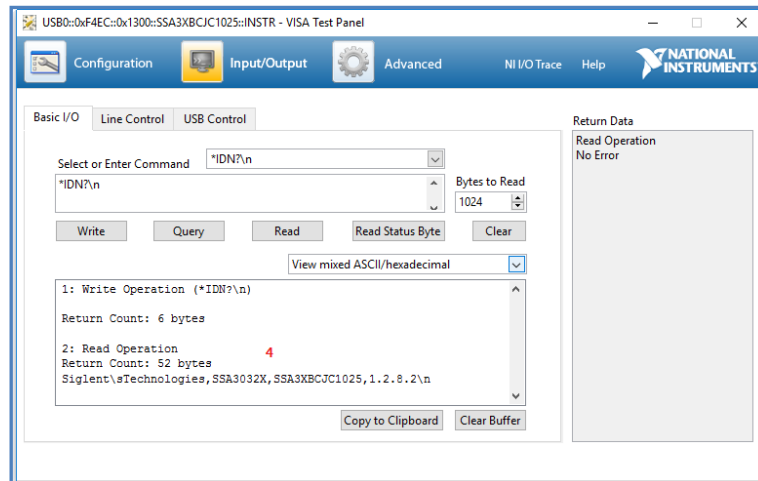 USB0::0xF4EC::0x1300::SSA3XBCJC1025::INSTR - VISA Test Panel
Configuration
Input/Output
Advanced
NI I/O Trace
Help
NATIONAL
INSTRUMENTS
Basic I/O
Line Control
USB Control
Return Data
Select or Enter Command
*IDN?\n
*IDN?\n
Bytes to Read
1024
Write
Query
Read
Read Status Byte
Clear
View mixed ASCII/hexadecimal
1: Write Operation (*IDN?\n)
Return Count: 6 bytes
2: Read Operation
4
Return Count: 52 bytes
Siglent\sTechnologies,SSA3032X,SSA3XBCJC1025,1.2.8.2\n
Copy to Clipboard
Clear Buffer
Read Operation
No Error